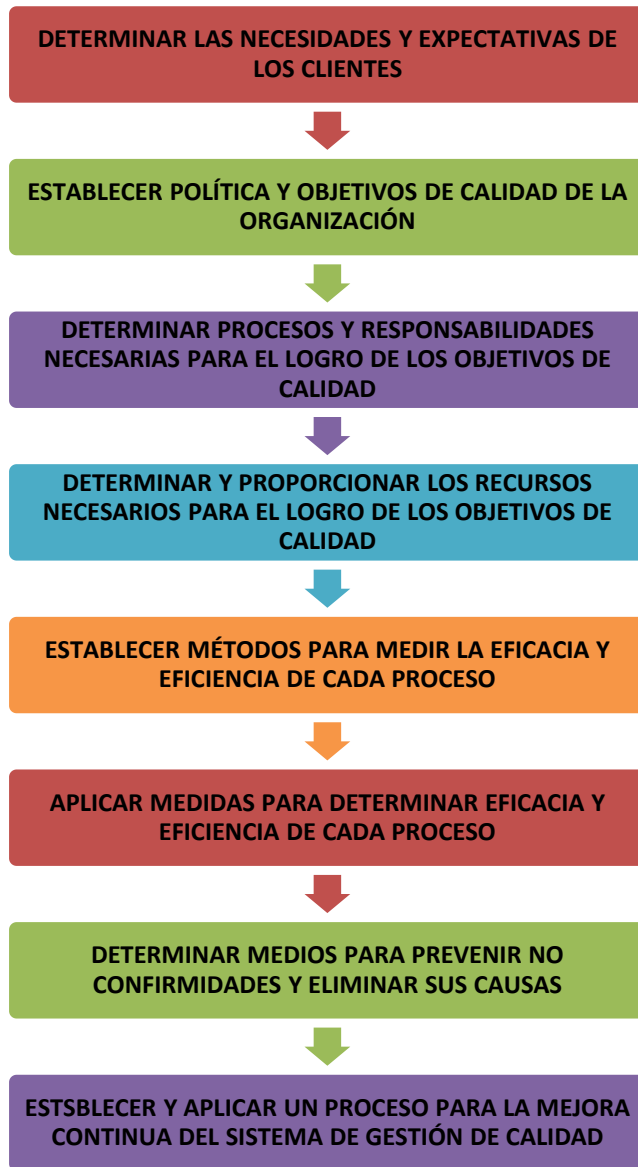 DETERMINAR LAS NECESIDADES Y EXPECTATIVAS DE
LOS CLIENTES
ESTABLECER POLÍTICA Y OBJETIVOS DE CALIDAD DE LA
ORGANIZACIÓN
DETERMINAR PROCESOS Y RESPONSABILIDADES
NECESARIAS PARA EL LOGRO DE LOS OBJETIVOS DE
CALIDAD
DETERMINAR Y PROPORCIONAR LOS RECURSOS
NECESARIOS PARA EL LOGRO DE LOS OBJETIVOS DE
CALIDAD
ESTABLECER MÉTODOS PARA MEDIR LA EFICACIA Y
EFICIENCIA DE CADA PROCESO
APLICAR MEDIDAS PARA DETERMINAR EFICACIA Y
EFICIENCIA DE CADA PROCESO
DETERMINAR MEDIOS PARA PREVENIR NO
CONFIRMIDADES Y ELIMINAR SUS CAUSAS
ESTSBLECER Y APLICAR UN PROCESO PARA LA MEJORA
CONTINUA DEL SISTEMA DE GESTIÓN DE CALIDAD